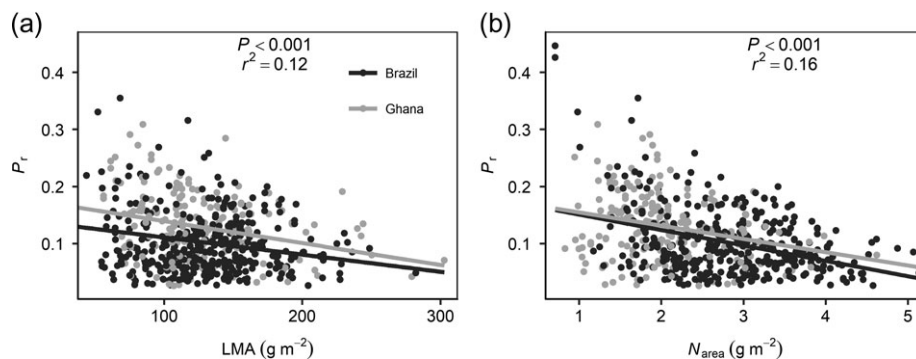 (a)
P < 0.001
r² = 0.12
Brazil
Ghana
0.4
0.3
0.2
0.1
Pr
100 200 300
LMA (g m⁻²)
(b)
P < 0.001
r² = 0.16
0.4
0.3
0.2
0.1
Pr
1 2 3 4 5
Narea (g m⁻²)